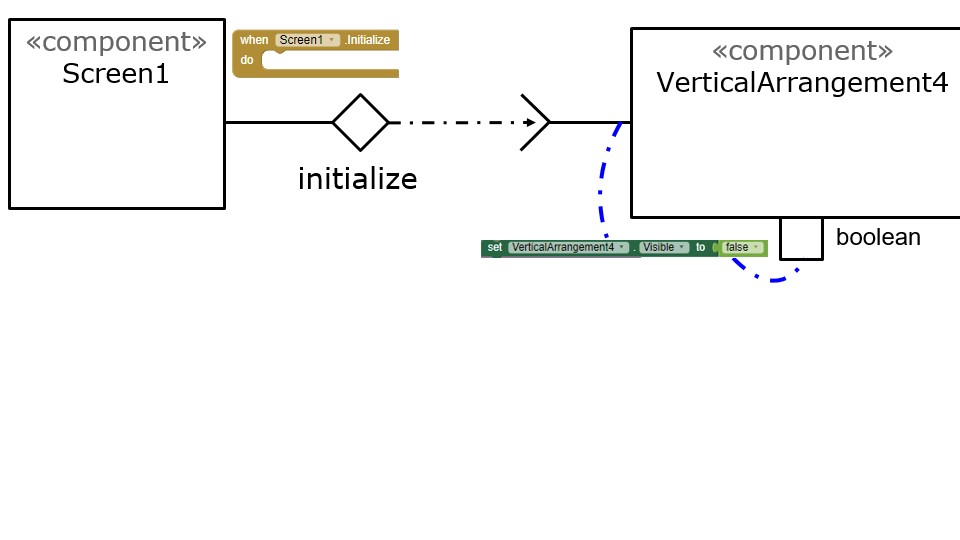 «component»
Screen1
when Screen1 .Initialize
do
initialize
«component»
VerticalArrangement4
set VerticalArrangement4 . Visible to false
boolean